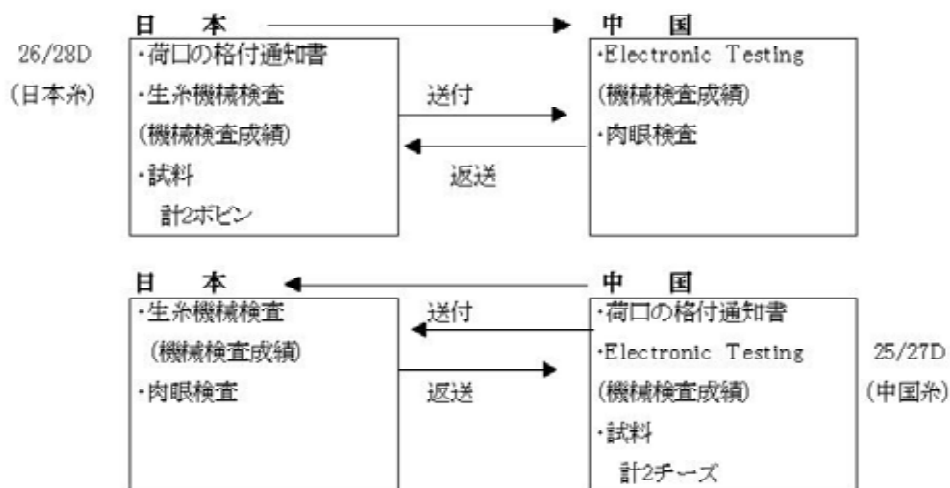 日 本
中 国
26/28D
(日本糸)
・荷口の格付通知書
・生糸機械検査
(機械検査成績)
・試料
計2ボビン
送付
返送
・Electronic Testing
(機械検査成績)
・肉眼検査
日 本
中 国
・生糸機械検査
(機械検査成績)
・肉眼検査
送付
返送
・荷口の格付通知書
・Electronic Testing
(機械検査成績)
・試料
計2チーズ
25/27D
(中国糸)